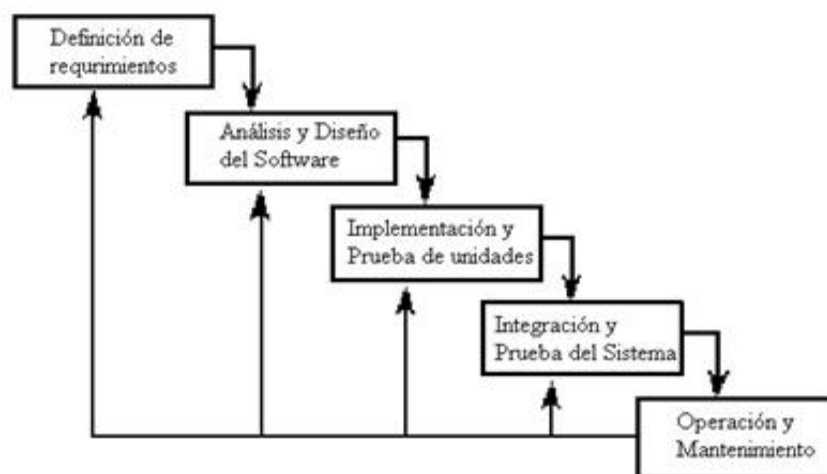 Definición de
requrimientos
Análisis y Diseño
del Software
Implementación y
Prueba de unidades
Integración y
Prueba del Sistema
Operación y
Mantenimiento